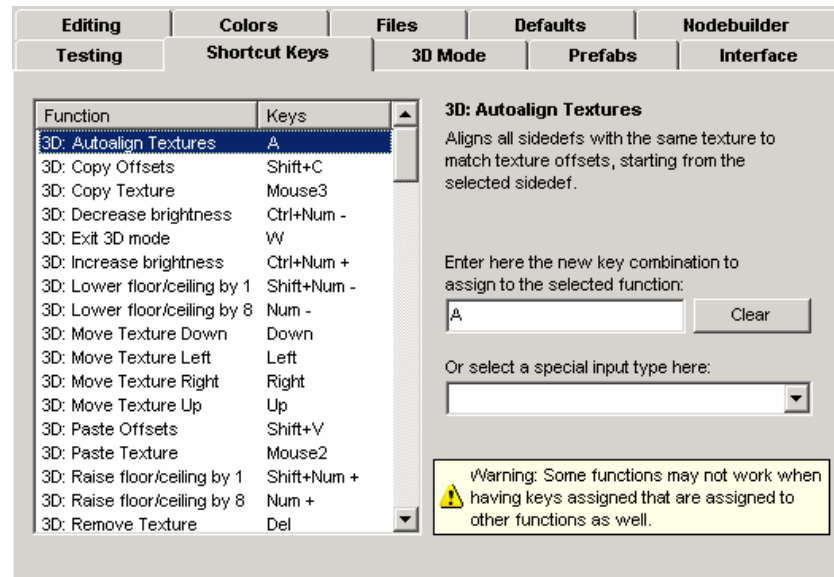 Editing Colors Files Defaults Nodebuilder
Testing Shortcut Keys 3D Mode Prefabs Interface
Function Keys
3D: Autoalign Textures A
3D: Copy Offsets Shift+C
3D: Copy Texture Mouse3
3D: Decrease brightness Ctrl+Num -
3D: Exit 3D mode W
3D: Increase brightness Ctrl+Num +
3D: Lower floor/ceiling by 1 Shift+Num -
3D: Lower floor/ceiling by 8 Num -
3D: Move Texture Down Down
3D: Move Texture Left Left
3D: Move Texture Right Right
3D: Move Texture Up Up
3D: Paste Offsets Shift+V
3D: Paste Texture Mouse2
3D: Raise floor/ceiling by 1 Shift+Num +
3D: Raise floor/ceiling by 8 Num +
3D: Remove Texture Del
3D: Autoalign Textures
Aligns all sidedefs with the same texture to
match texture offsets, starting from the
selected sidedef.
Enter here the new key combination to
assign to the selected function:
A Clear
Or select a special input type here:
Warning: Some functions may not work when
having keys assigned that are assigned to
other functions as well.